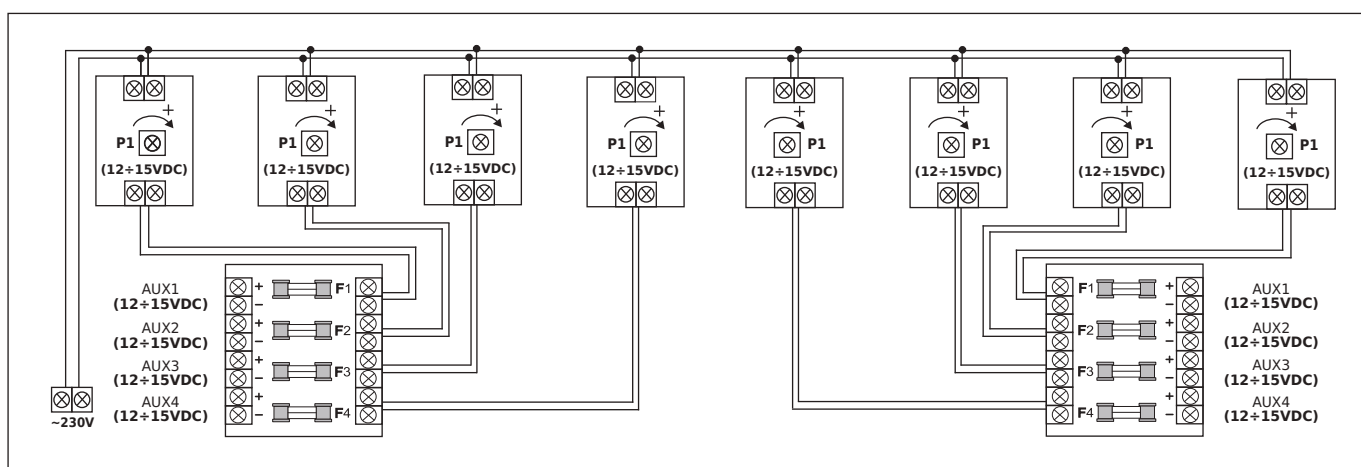 + + + + + + + +
P1 P1 P1 P1 P1 P1 P1 P1
(12÷15VDC) (12÷15VDC) (12÷15VDC) (12÷15VDC) (12÷15VDC) (12÷15VDC) (12÷15VDC) (12÷15VDC)
AUX1 + F1
(12÷15VDC) −
AUX2 + F2
(12÷15VDC) −
AUX3 + F3
(12÷15VDC) −
AUX4 + F4
(12÷15VDC) −
~230V
F1 + AUX1
− (12÷15VDC)
F2 + AUX2
− (12÷15VDC)
F3 + AUX3
− (12÷15VDC)
F4 + AUX4
− (12÷15VDC)